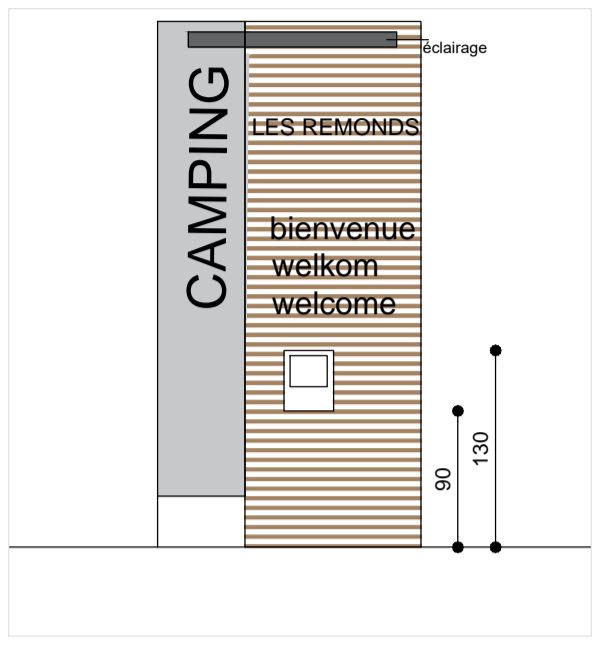 éclairage
CAMPING
LES REMONDS
bienvenue
welkom
welcome
130
90